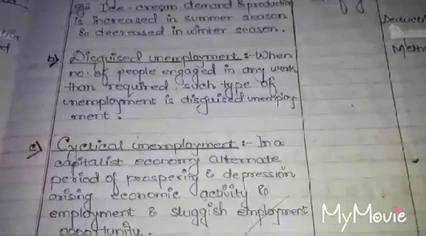 Ice-cream demand & production
is increased in summer season
& decreased in winter season.
b) Disguised unemployment :- When
no. of people engaged in any work
than required such type of
unemployment is disguised unemploy
ment.
c) Cyclical unemployment :- In a
capitalist economy alternate
period of prosperity & depression
arising economic activity &
employment & sluggish employment
opportunity.
Deducti
Metho
MyMovie